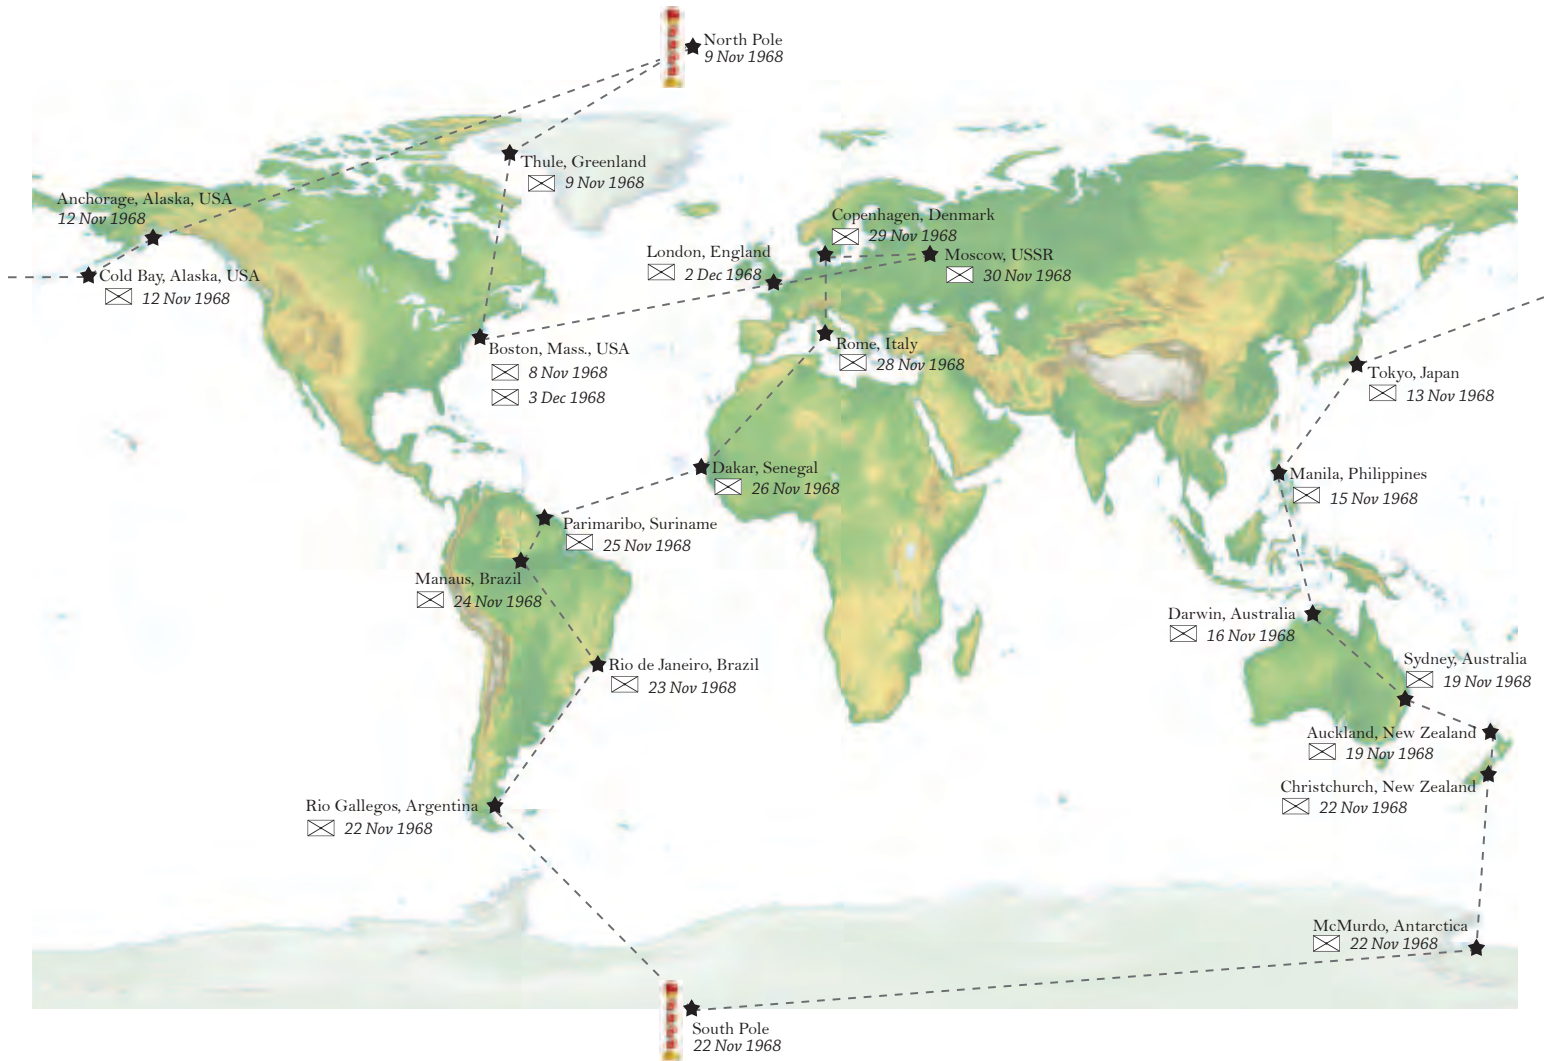 North Pole
9 Nov 1968
Thule, Greenland
9 Nov 1968
Anchorage, Alaska, USA
12 Nov 1968
Copenhagen, Denmark
29 Nov 1968
London, England
2 Dec 1968
Moscow, USSR
30 Nov 1968
Cold Bay, Alaska, USA
12 Nov 1968
Boston, Mass., USA
8 Nov 1968
3 Dec 1968
Rome, Italy
28 Nov 1968
Tokyo, Japan
13 Nov 1968
Dakar, Senegal
26 Nov 1968
Manila, Philippines
15 Nov 1968
Parimaribo, Suriname
25 Nov 1968
Manaus, Brazil
24 Nov 1968
Darwin, Australia
16 Nov 1968
Rio de Janeiro, Brazil
23 Nov 1968
Sydney, Australia
19 Nov 1968
Auckland, New Zealand
19 Nov 1968
Christchurch, New Zealand
22 Nov 1968
Rio Gallegos, Argentina
22 Nov 1968
McMurdo, Antarctica
22 Nov 1968
South Pole
22 Nov 1968